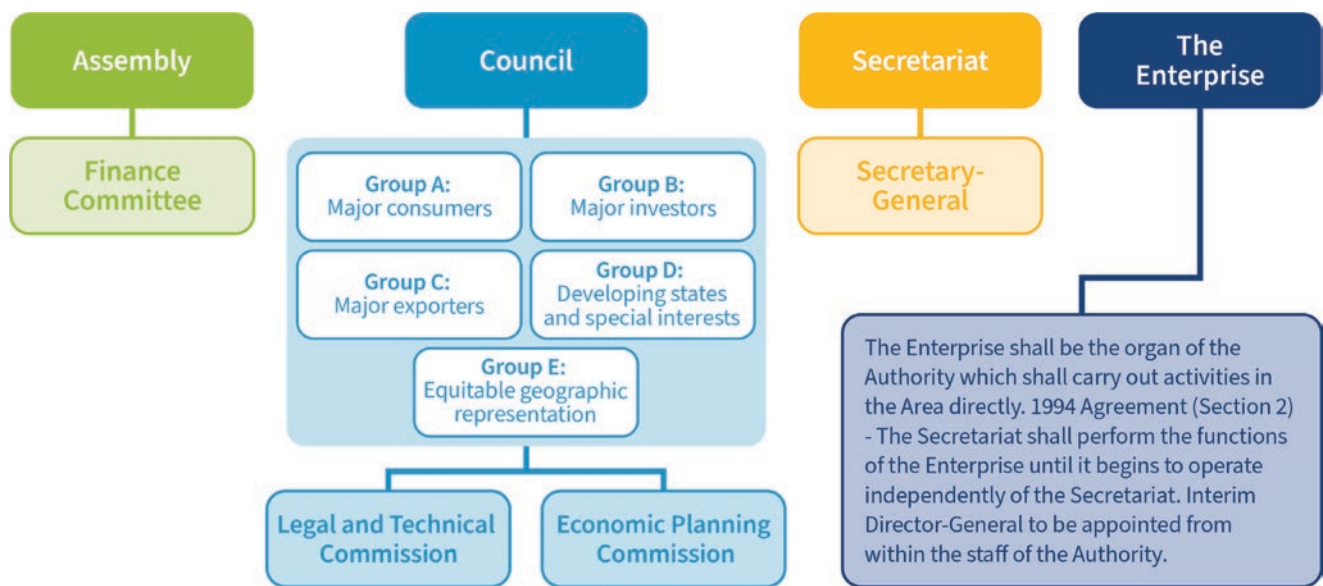 Assembly
Finance
Committee
Council
Group A:
Major consumers
Group B:
Major investors
Group C:
Major exporters
Group D:
Developing states
and special interests
Group E:
Equitable geographic
representation
Legal and Technical
Commission
Economic Planning
Commission
Secretariat
Secretary-
General
The
Enterprise
The Enterprise shall be the organ of the
Authority which shall carry out activities in
the Area directly. 1994 Agreement (Section 2)
- The Secretariat shall perform the functions
of the Enterprise until it begins to operate
independently of the Secretariat. Interim
Director-General to be appointed from
within the staff of the Authority.